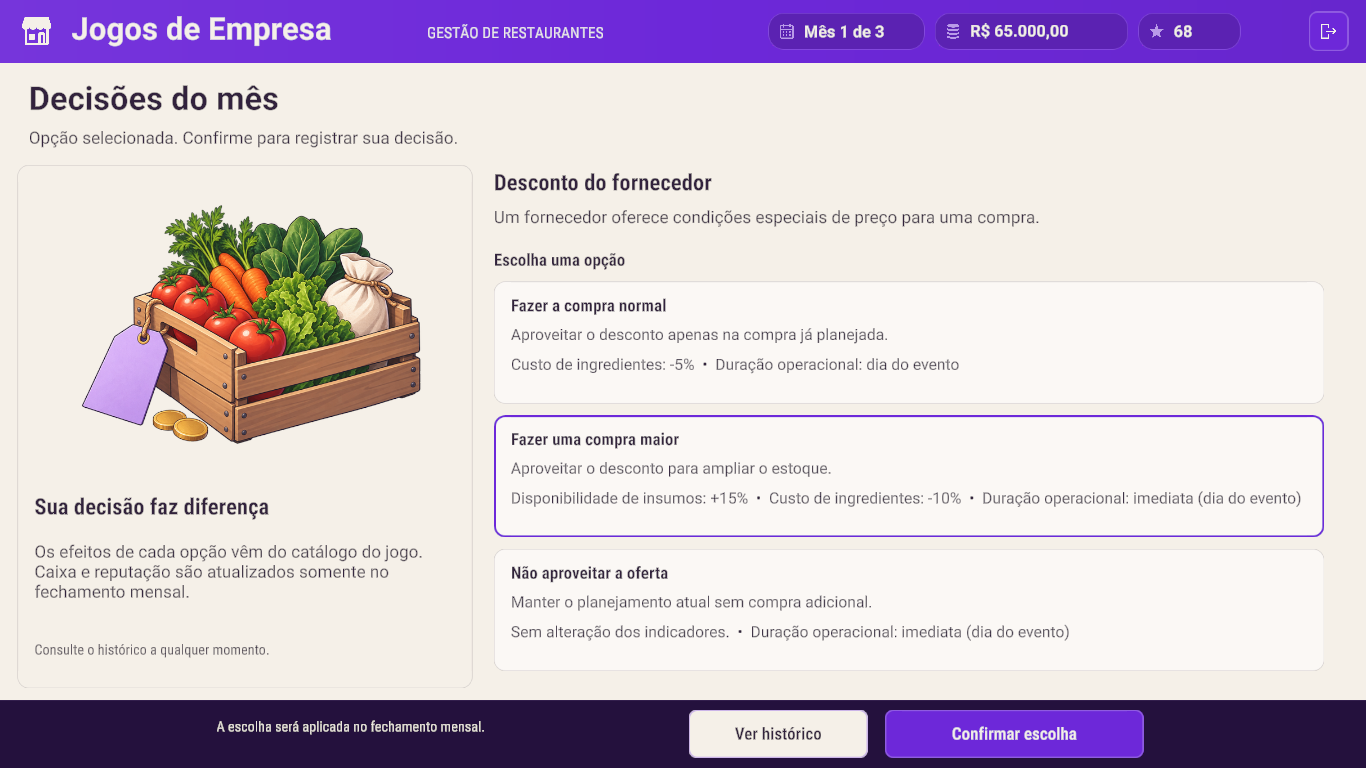 Jogos de Empresa
GESTÃO DE RESTAURANTES
Mês 1 de 3
R$ 65.000,00
68
Decisões do mês
Opção selecionada. Confirme para registrar sua decisão.
Sua decisão faz diferença
Os efeitos de cada opção vêm do catálogo do jogo.
Caixa e reputação são atualizados somente no
fechamento mensal.
Consulte o histórico a qualquer momento.
Desconto do fornecedor
Um fornecedor oferece condições especiais de preço para uma compra.
Escolha uma opção
Fazer a compra normal
Aproveitar o desconto apenas na compra já planejada.
Custo de ingredientes: -5% • Duração operacional: dia do evento
Fazer uma compra maior
Aproveitar o desconto para ampliar o estoque.
Disponibilidade de insumos: +15% • Custo de ingredientes: -10% • Duração operacional: imediata (dia do evento)
Não aproveitar a oferta
Manter o planejamento atual sem compra adicional.
Sem alteração dos indicadores. • Duração operacional: imediata (dia do evento)
A escolha será aplicada no fechamento mensal.
Ver histórico
Confirmar escolha